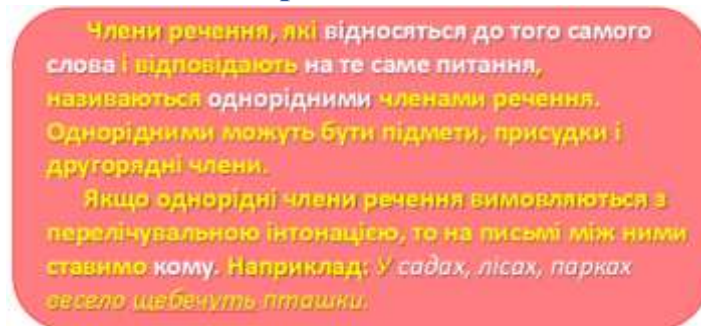 Члени речення, які відносяться до того самого
слова і відповідають на те саме питання,
називаються однорідними членами речення.
Однорідними можуть бути підмети, присудки і
другорядні члени.
Якщо однорідні члени речення вимовляються з
перелічувальною інтонацією, то на письмі між ними
ставимо кому. Наприклад: У садах, лісах, парках
весело щебечуть пташки.